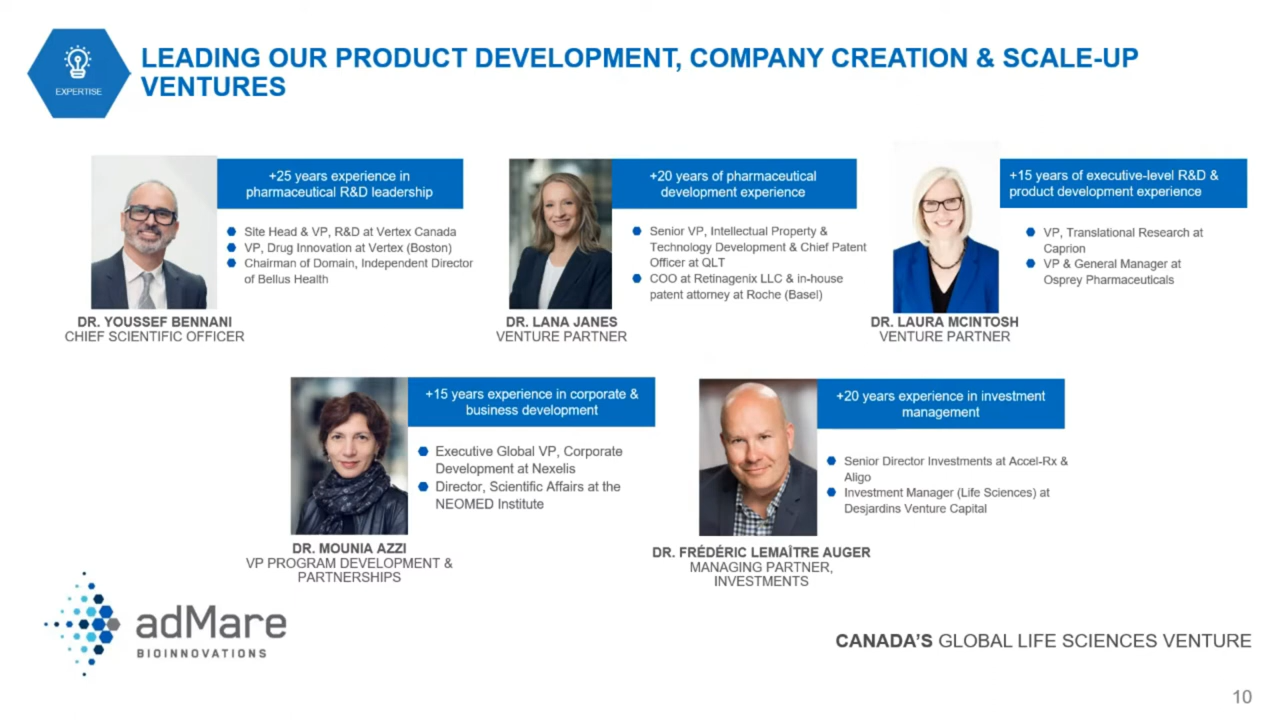 LEADING OUR PRODUCT DEVELOPMENT, COMPANY CREATION & SCALE-UP
VENTURES
EXPERTISE
+25 years experience in
pharmaceutical R&D leadership
Site Head & VP, R&D at Vertex Canada
VP, Drug Innovation at Vertex (Boston)
Chairman of Domain, Independent Director
of Bellus Health
DR. YOUSSEF BENNANI
CHIEF SCIENTIFIC OFFICER
+20 years of pharmaceutical
development experience
Senior VP, Intellectual Property &
Technology Development & Chief Patent
Officer at QLT
COO at Retinagenix LLC & in-house
patent attorney at Roche (Basel)
DR. LANA JANES
VENTURE PARTNER
+15 years of executive-level R&D &
product development experience
VP, Translational Research at
Caprion
VP & General Manager at
Osprey Pharmaceuticals
DR. LAURA MCINTOSH
VENTURE PARTNER
+15 years experience in corporate &
business development
Executive Global VP, Corporate
Development at Nexelis
Director, Scientific Affairs at the
NEOMED Institute
DR. MOUNIA AZZI
VP PROGRAM DEVELOPMENT &
PARTNERSHIPS
+20 years experience in investment
management
Senior Director Investments at Accel-Rx &
Aligo
Investment Manager (Life Sciences) at
Desjardins Venture Capital
DR. FRÉDÉRIC LEMAÎTRE AUGER
MANAGING PARTNER,
INVESTMENTS
adMare
BIOINNOVATIONS
CANADA'S GLOBAL LIFE SCIENCES VENTURE
10